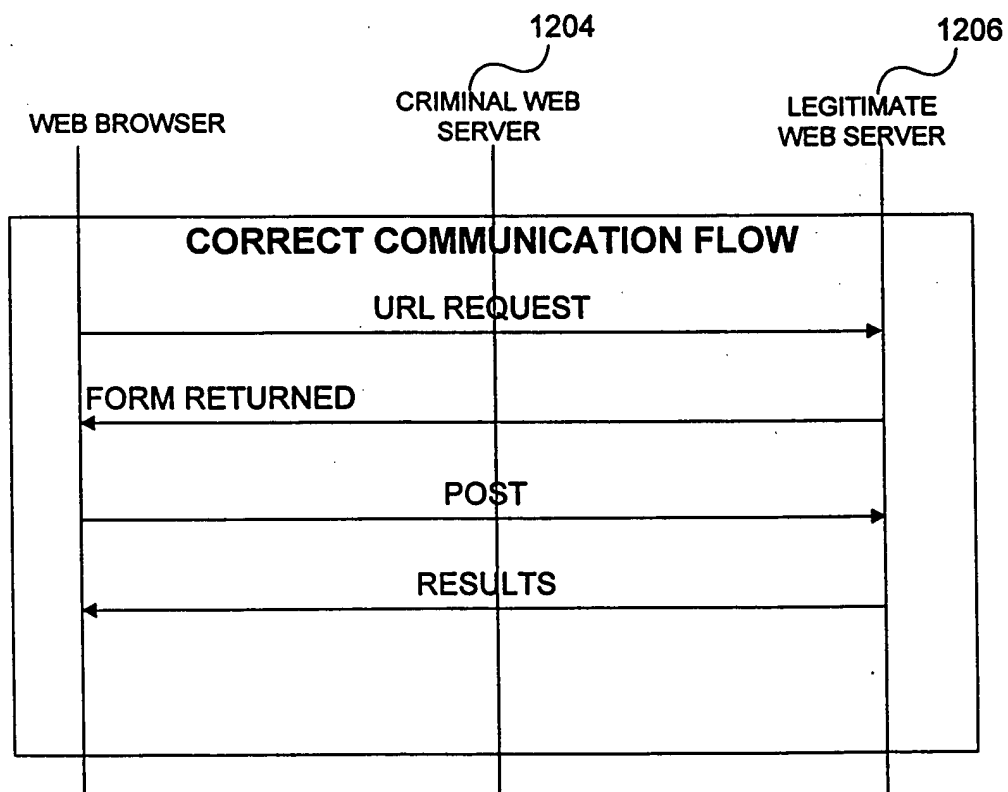 1204
1206
WEB BROWSER
CRIMINAL WEB
SERVER
LEGITIMATE
WEB SERVER
CORRECT COMMUNICATION FLOW
URL REQUEST
FORM RETURNED
POST
RESULTS